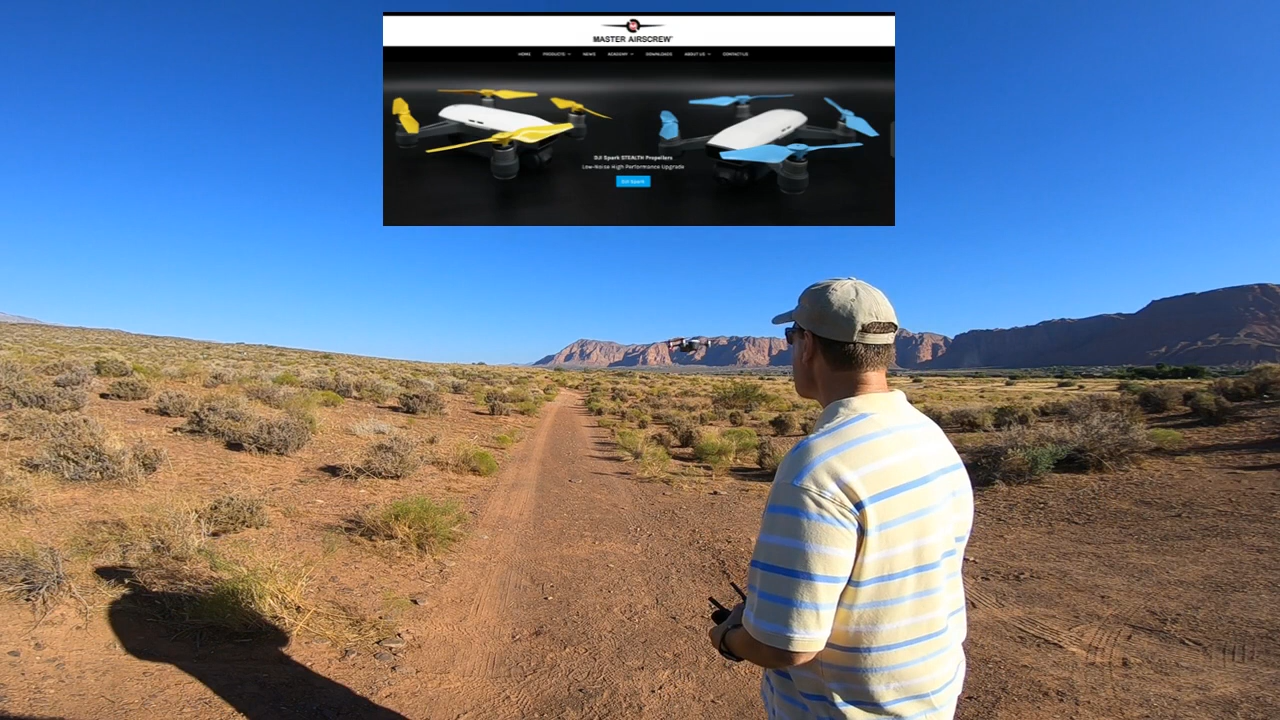 MASTER AIRSCREW
HOME PRODUCTS NEWS ACADEMY DOWNLOADS ABOUT US CONTACT US
DJI Spark STEALTH Propellers
Low-Noise High Performance Upgrade
DJI Spark